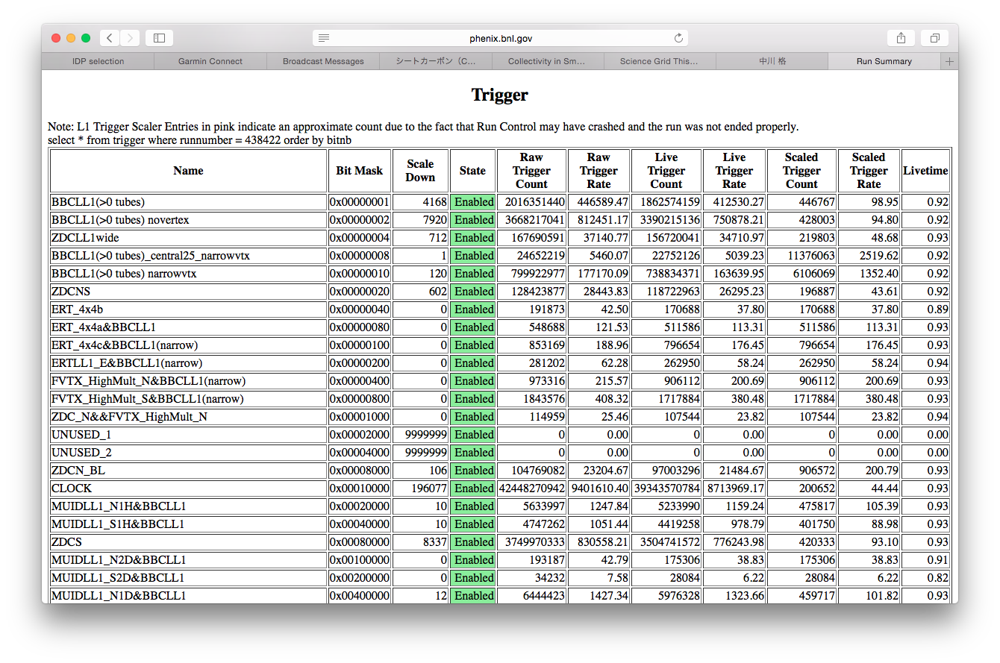 phenix.bnl.gov
IDP selection Garmin Connect Broadcast Messages シートカーボン（C... Collectivity in Sm... Science Grid This... 中川 格 Run Summary
Trigger
Note: L1 Trigger Scaler Entries in pink indicate an approximate count due to the fact that Run Control may have crashed and the run was not ended properly.
select * from trigger where runnumber = 438422 order by bitnb
Name Bit Mask Scale Down State Raw Trigger Count Raw Trigger Rate Live Trigger Count Live Trigger Rate Scaled Trigger Count Scaled Trigger Rate Livetime
BBCLL1(>0 tubes) 0x00000001 4168 Enabled 2016351440 446589.47 1862574159 412530.27 446767 98.95 0.92
BBCLL1(>0 tubes) novertex 0x00000002 7920 Enabled 3668217041 812451.17 3390215136 750878.21 428003 94.80 0.92
ZDCLL1wide 0x00000004 712 Enabled 167690591 37140.77 156720041 34710.97 219803 48.68 0.93
BBCLL1(>0 tubes)_central25_narrowvtx 0x00000008 1 Enabled 24652219 5460.07 22752126 5039.23 11376063 2519.62 0.92
BBCLL1(>0 tubes) narrowvtx 0x00000010 120 Enabled 799922977 177170.09 738834371 163639.95 6106069 1352.40 0.92
ZDCNS 0x00000020 602 Enabled 128423877 28443.83 118722963 26295.23 196887 43.61 0.92
ERT_4x4b 0x00000040 0 Enabled 191873 42.50 170688 37.80 170688 37.80 0.89
ERT_4x4a&BBCLL1 0x00000080 0 Enabled 548688 121.53 511586 113.31 511586 113.31 0.93
ERT_4x4c&BBCLL1(narrow) 0x00000100 0 Enabled 853169 188.96 796654 176.45 796654 176.45 0.93
ERTLL1_E&BBCLL1(narrow) 0x00000200 0 Enabled 281202 62.28 262950 58.24 262950 58.24 0.94
FVTX_HighMult_N&BBCLL1(narrow) 0x00000400 0 Enabled 973316 215.57 906112 200.69 906112 200.69 0.93
FVTX_HighMult_S&BBCLL1(narrow) 0x00000800 0 Enabled 1843576 408.32 1717884 380.48 1717884 380.48 0.93
ZDC_N&&FVTX_HighMult_N 0x00001000 0 Enabled 114959 25.46 107544 23.82 107544 23.82 0.94
UNUSED_1 0x00002000 9999999 Enabled 0 0.00 0 0.00 0 0.00 0.00
UNUSED_2 0x00004000 9999999 Enabled 0 0.00 0 0.00 0 0.00 0.00
ZDCN_BL 0x00008000 106 Enabled 104769082 23204.67 97003296 21484.67 906572 200.79 0.93
CLOCK 0x00010000 196077 Enabled 42448270942 9401610.40 39343570784 8713969.17 200652 44.44 0.93
MUIDLL1_N1H&BBCLL1 0x00020000 10 Enabled 5633997 1247.84 5233990 1159.24 475817 105.39 0.93
MUIDLL1_S1H&BBCLL1 0x00040000 10 Enabled 4747262 1051.44 4419258 978.79 401750 88.98 0.93
ZDCS 0x00080000 8337 Enabled 3749970333 830558.21 3504741572 776243.98 420333 93.10 0.93
MUIDLL1_N2D&BBCLL1 0x00100000 0 Enabled 193187 42.79 175306 38.83 175306 38.83 0.91
MUIDLL1_S2D&BBCLL1 0x00200000 0 Enabled 34232 7.58 28084 6.22 28084 6.22 0.82
MUIDLL1_N1D&BBCLL1 0x00400000 12 Enabled 6444423 1427.34 5976328 1323.66 459717 101.82 0.93